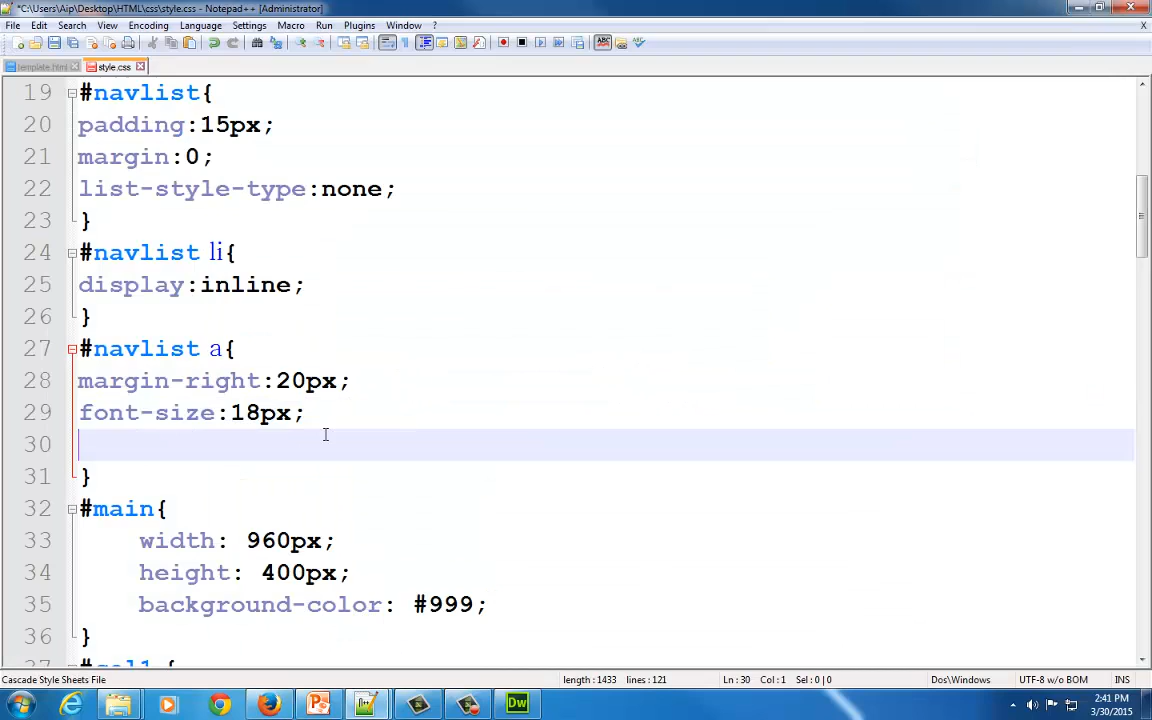 *C:\Users\Aip\Desktop\HTML\css\style.css - Notepad++ [Administrator]
File Edit Search View Encoding Language Settings Macro Run Plugins Window ? X
template.html style.css
19 #navlist{
20 padding:15px;
21 margin:0;
22 list-style-type:none;
23 }
24 #navlist li{
25 display:inline;
26 }
27 #navlist a{
28 margin-right:20px;
29 font-size:18px;
30
31 }
32 #main{
33 width: 960px;
34 height: 400px;
35 background-color: #999;
36 }
37 #col1 {
Cascade Style Sheets File length : 1433 lines : 121 Ln : 30 Col : 1 Sel : 0 | 0 Dos\Windows UTF-8 w/o BOM INS
Dw
2:41 PM
3/30/2015